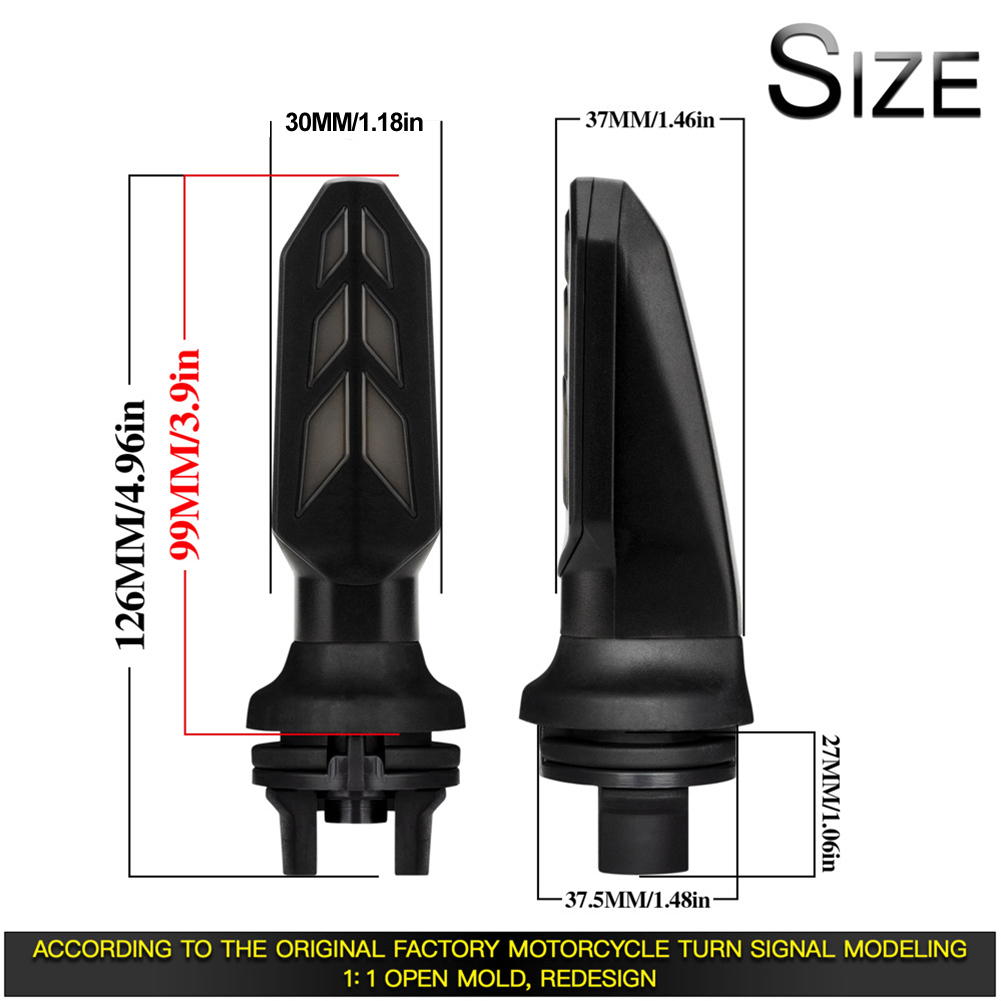 SIZE
30MM/1.18in
37MM/1.46in
126MM/4.96in
99MM/3.9in
27MM/1.06in
37.5MM/1.48in
ACCORDING TO THE ORIGINAL FACTORY MOTORCYCLE TURN SIGNAL MODELING
1: 1 OPEN MOLD, REDESIGN